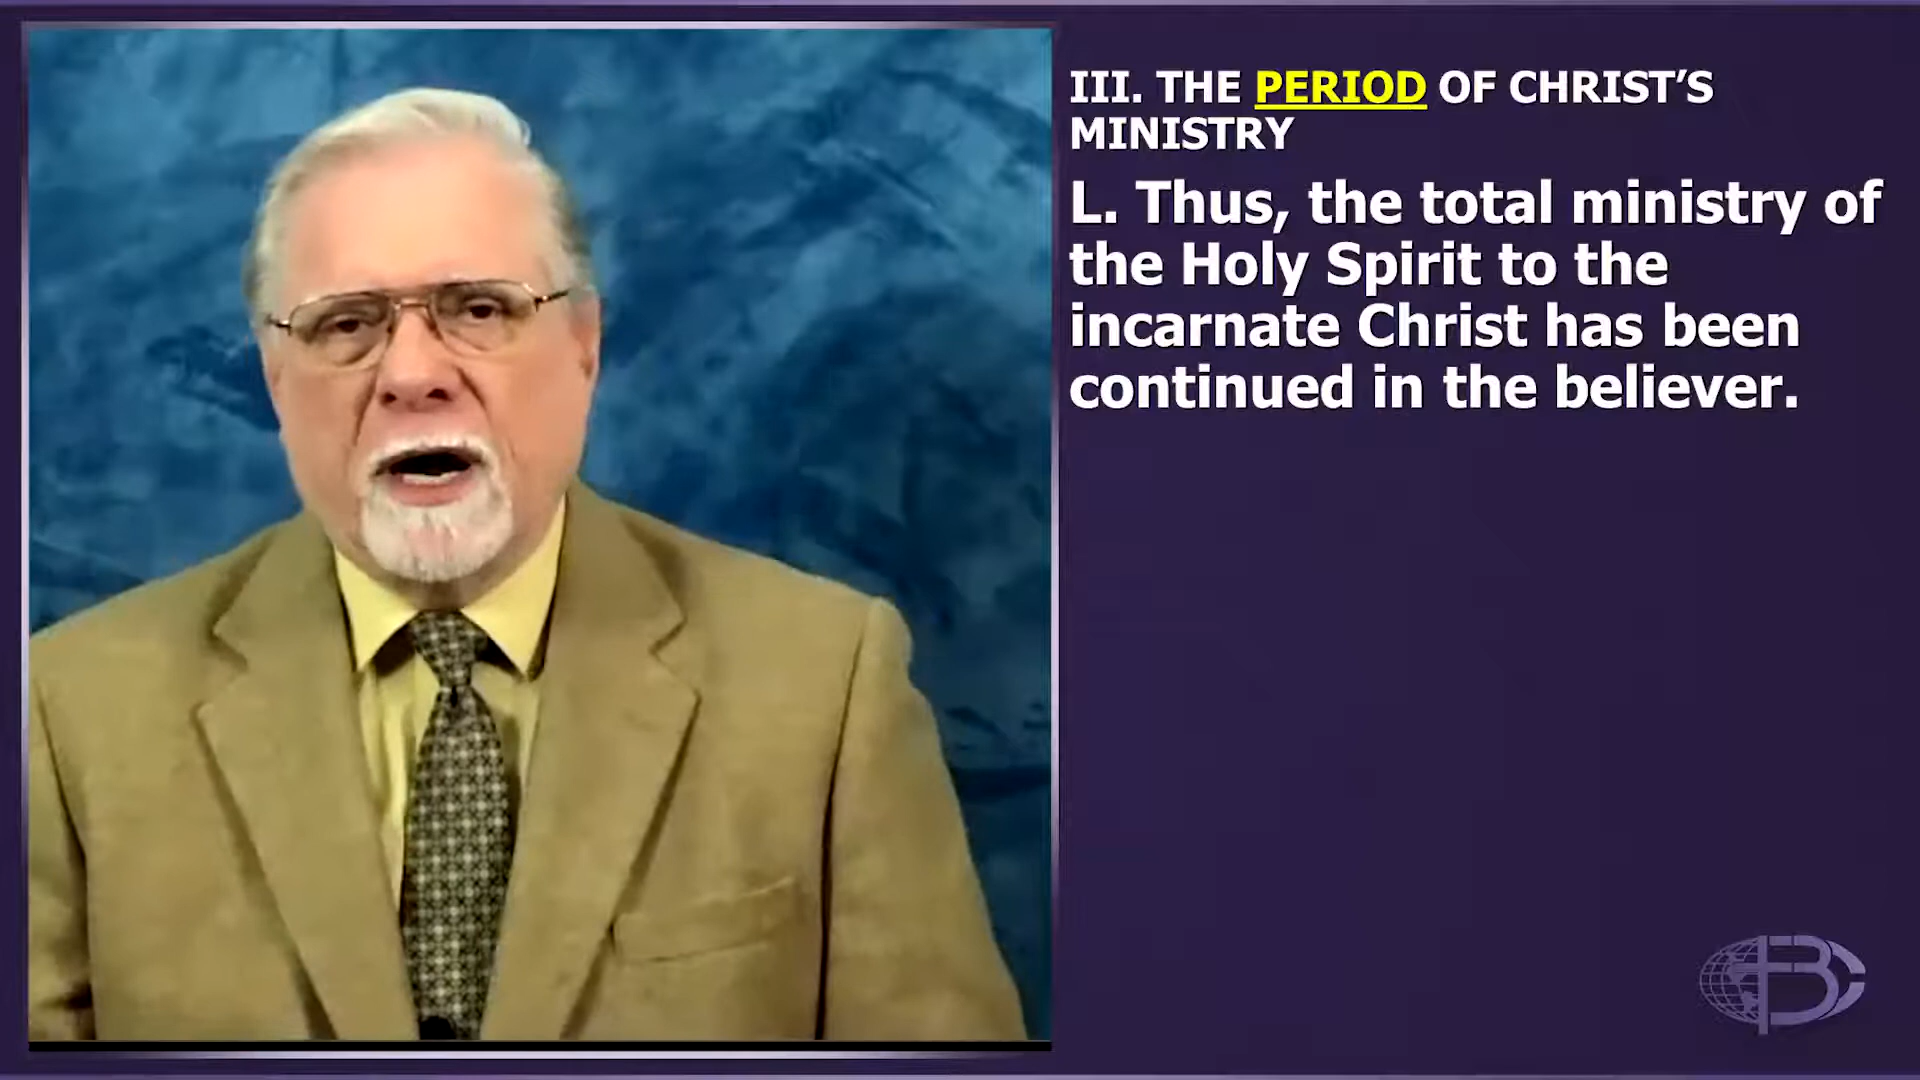 III. THE PERIOD OF CHRIST’S
MINISTRY
L. Thus, the total ministry of
the Holy Spirit to the
incarnate Christ has been
continued in the believer.